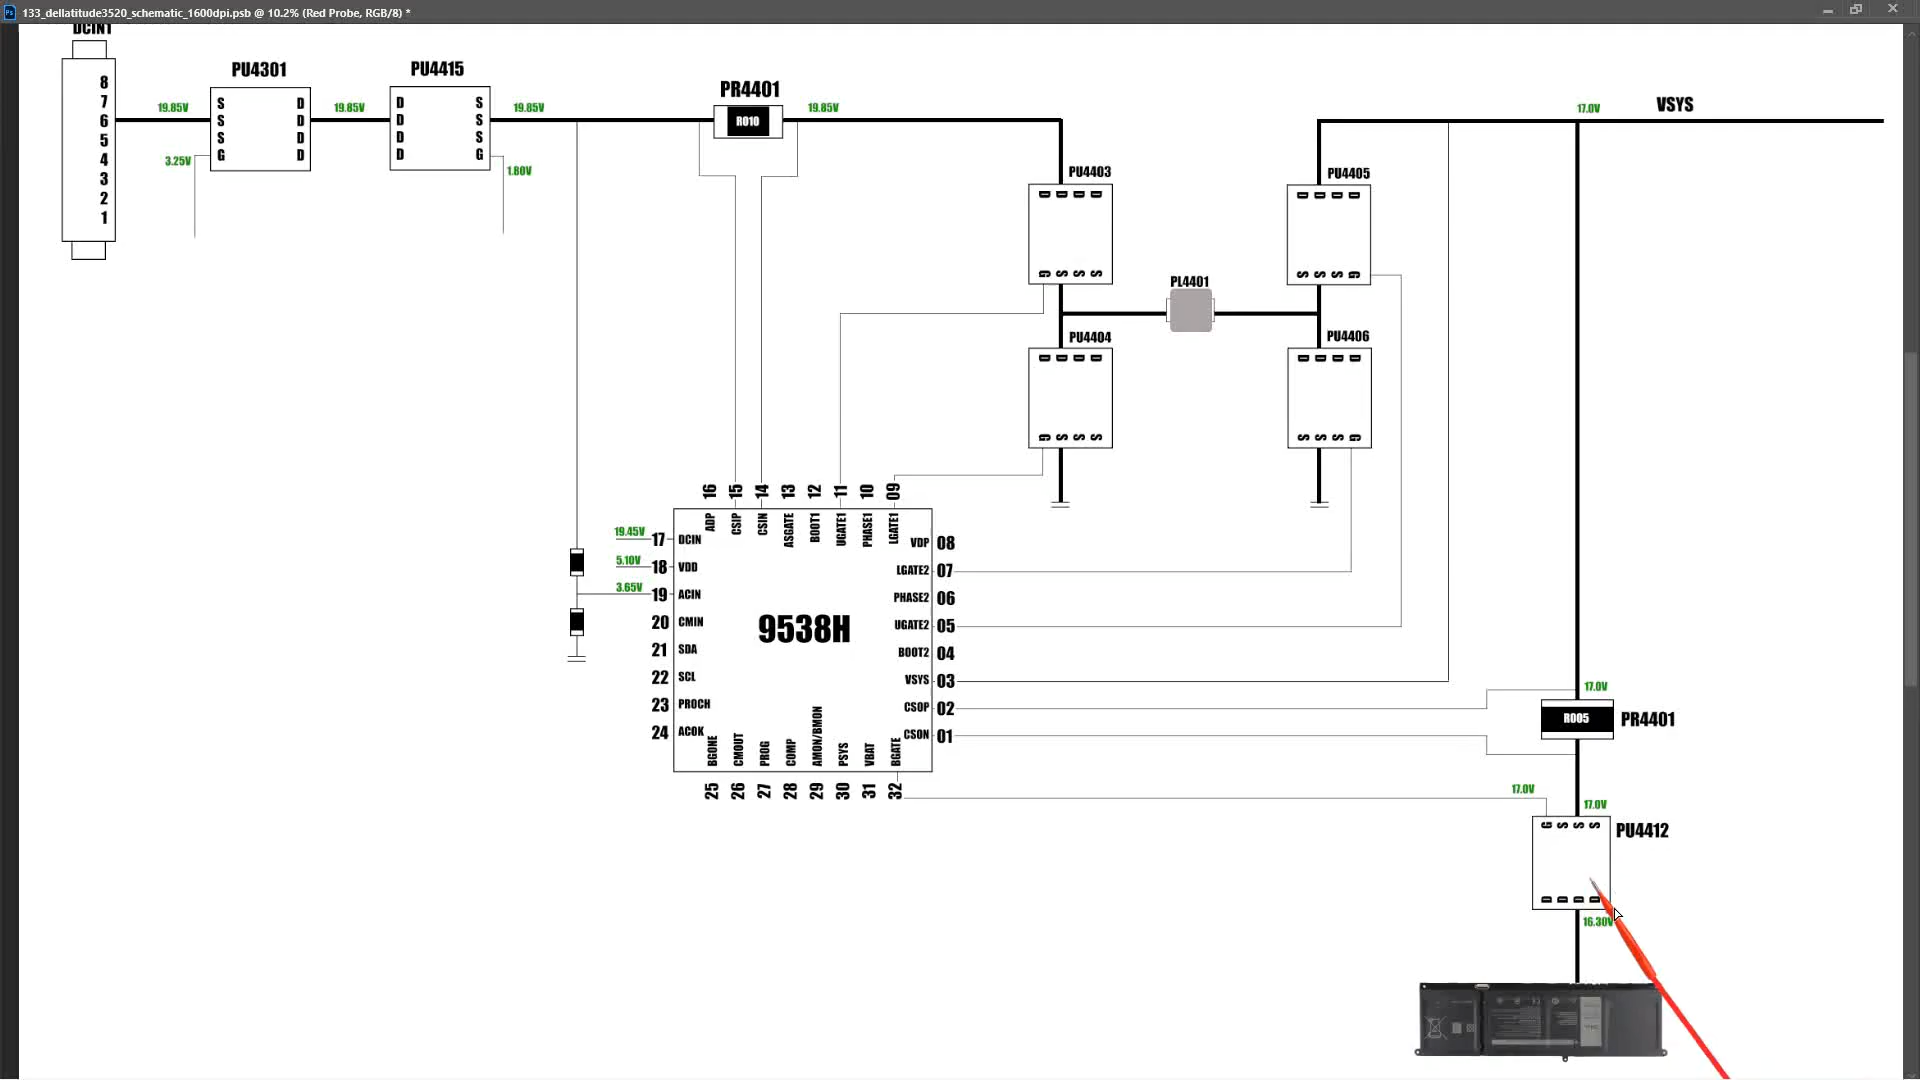 133_dellatitude3520_schematic_1600dpi.psb @ 10.2% (Red Probe, RGB/8) *
DCIN1
8
7
6
5
4
3
2
1
PU4301
19.85V
S D
S D
S D
G D
3.25V
19.85V
PU4415
D S
D S
D S
D G
19.85V
1.80V
PR4401
R010
19.85V
PU4403
D D D D
G S S S
PL4401
PU4404
D D D D
G S S S
PU4405
D D D D
S S S G
PU4406
D D D D
S S S G
17.0V
VSYS
16 15 14 13 12 11 10 09
ADP CSIP CSIN ASGATE BOOT1 UGATE1 PHASE1 LGATE1
19.45V 17 DCIN
5.10V 18 VDD
3.65V 19 ACIN
20 CMIN
21 SDA
22 SCL
23 PROCH
24 ACOK
9538H
VDP 08
LGATE2 07
PHASE2 06
UGATE2 05
BOOT2 04
VSYS 03
CSOP 02
CSON 01
BGONE CMOUT PROG COMP AMON/BMON PSYS VBAT BGATE
25 26 27 28 29 30 31 32
17.0V
R005
PR4401
17.0V
17.0V
G S S S
PU4412
D D D D
16.30V